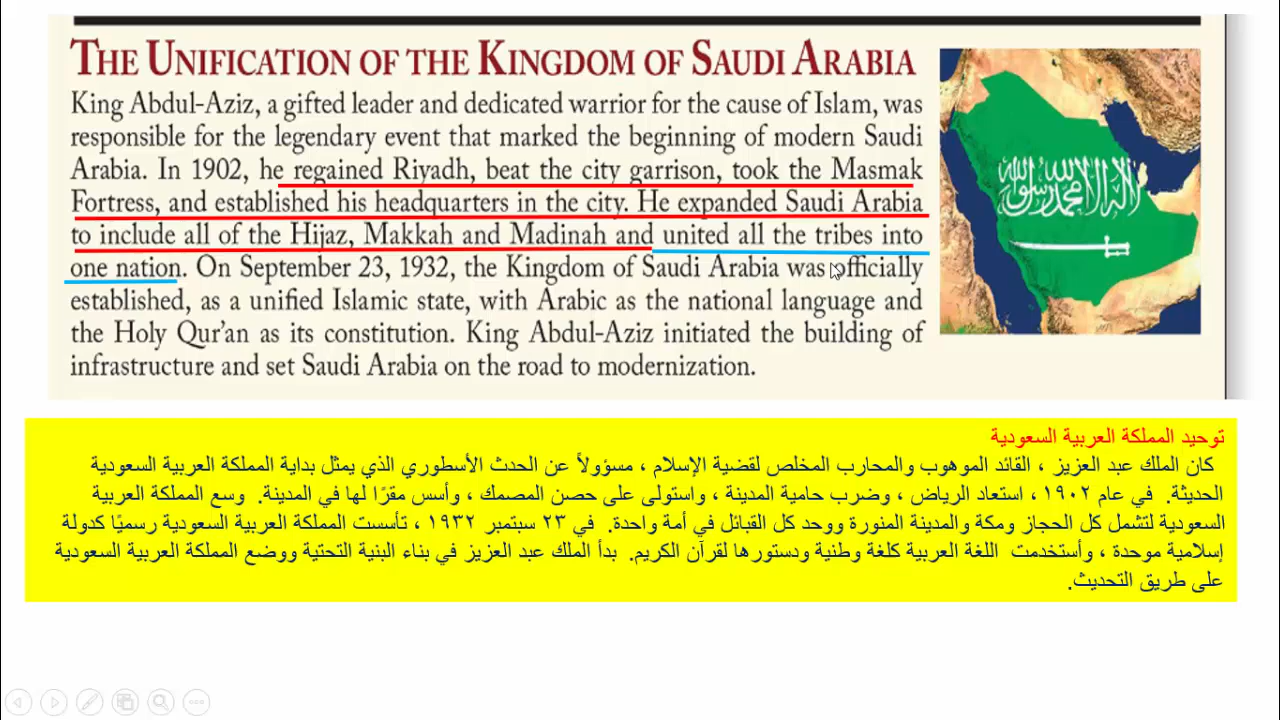 THE UNIFICATION OF THE KINGDOM OF SAUDI ARABIA
King Abdul-Aziz, a gifted leader and dedicated warrior for the cause of Islam, was
responsible for the legendary event that marked the beginning of modern Saudi
Arabia. In 1902, he regained Riyadh, beat the city garrison, took the Masmak
Fortress, and established his headquarters in the city. He expanded Saudi Arabia
to include all of the Hijaz, Makkah and Madinah and united all the tribes into
one nation. On September 23, 1932, the Kingdom of Saudi Arabia was officially
established, as a unified Islamic state, with Arabic as the national language and
the Holy Qur'an as its constitution. King Abdul-Aziz initiated the building of
infrastructure and set Saudi Arabia on the road to modernization.
لا إله إلا الله محمد رسول الله
توحيد المملكة العربية السعودية
كان الملك عبد العزيز ، القائد الموهوب والمحارب المخلص لقضية الإسلام ، مسؤولاً عن الحدث الأسطوري الذي يمثل بداية المملكة العربية السعودية
الحديثة. في عام ١٩٠٢ ، استعاد الرياض ، وضرب حامية المدينة ، واستولى على حصن المصمك ، وأسس مقرًا لها في المدينة. وسع المملكة العربية
السعودية لتشمل كل الحجاز ومكة والمدينة المنورة ووحد كل القبائل في أمة واحدة. في ٢٣ سبتمبر ١٩٣٢ ، تأسست المملكة العربية السعودية رسميًا كدولة
إسلامية موحدة ، وأستخدمت اللغة العربية كلغة وطنية ودستورها لقرآن الكريم. بدأ الملك عبد العزيز في بناء البنية التحتية ووضع المملكة العربية السعودية
على طريق التحديث.